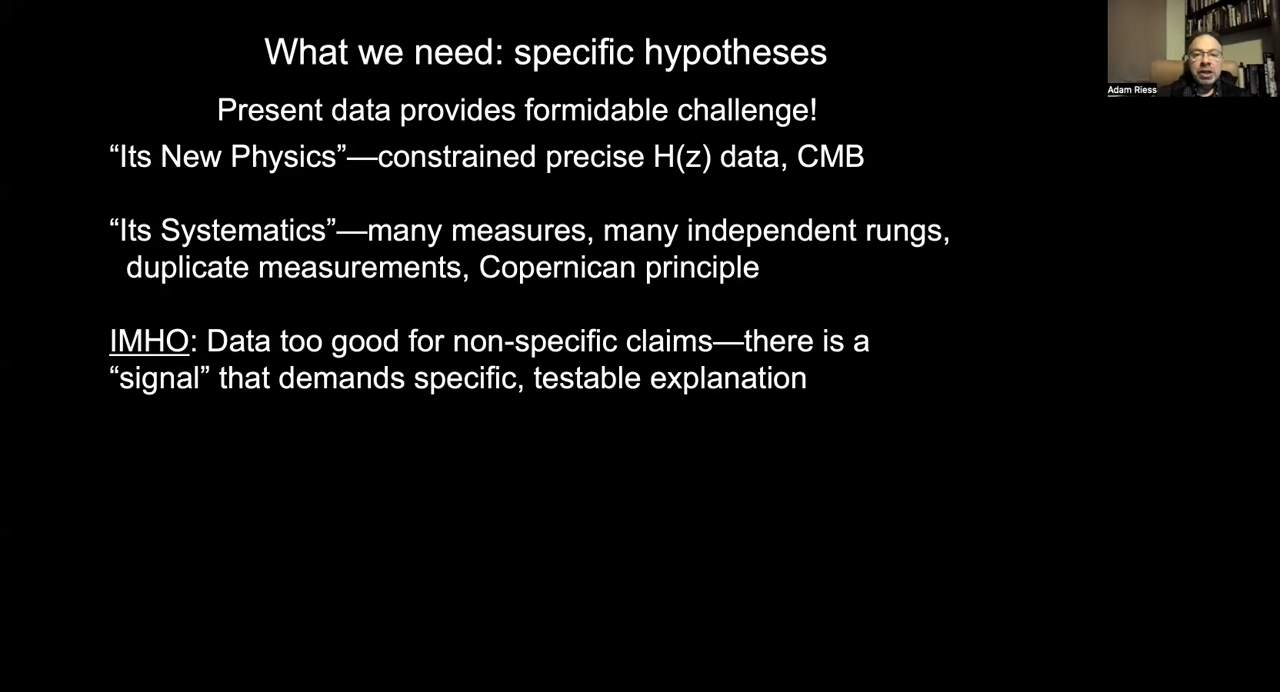 What we need: specific hypotheses
Present data provides formidable challenge!
“Its New Physics”—constrained precise H(z) data, CMB
“Its Systematics”—many measures, many independent rungs,
duplicate measurements, Copernican principle
IMHO: Data too good for non-specific claims—there is a
“signal” that demands specific, testable explanation
Adam Riess